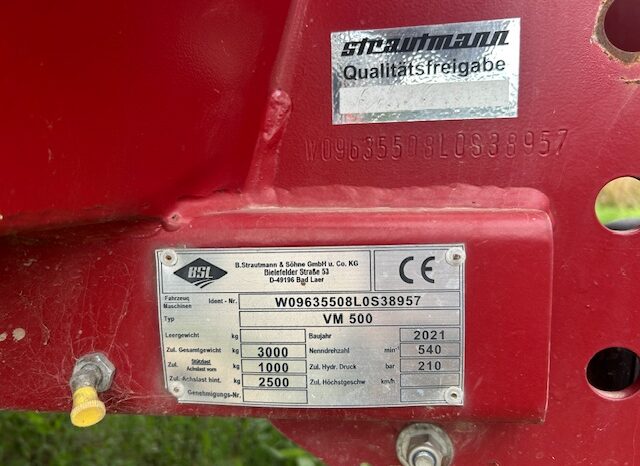 strautmann
Qualitätsfreigabe
W09635508L0S38957
BSL
B.Strautmann & Söhne GmbH u. Co. KG
Bielefelder Straße 53
D-49196 Bad Laer
CE
Fahrzeug
Maschinen Ident - Nr. W09635508L0S38957
Typ VM 500
Leergewicht kg Baujahr 2021
Zul. Gesamtgewicht kg 3000 Nenndrehzahl min-1 540
Zul. Stützlast Achslast vorn kg 1000 Zul. Hydr. Druck bar 210
Zul. Achslast hint. kg 2500 Zul. Höchstgeschw. km/h
Genehmigungs-Nr.